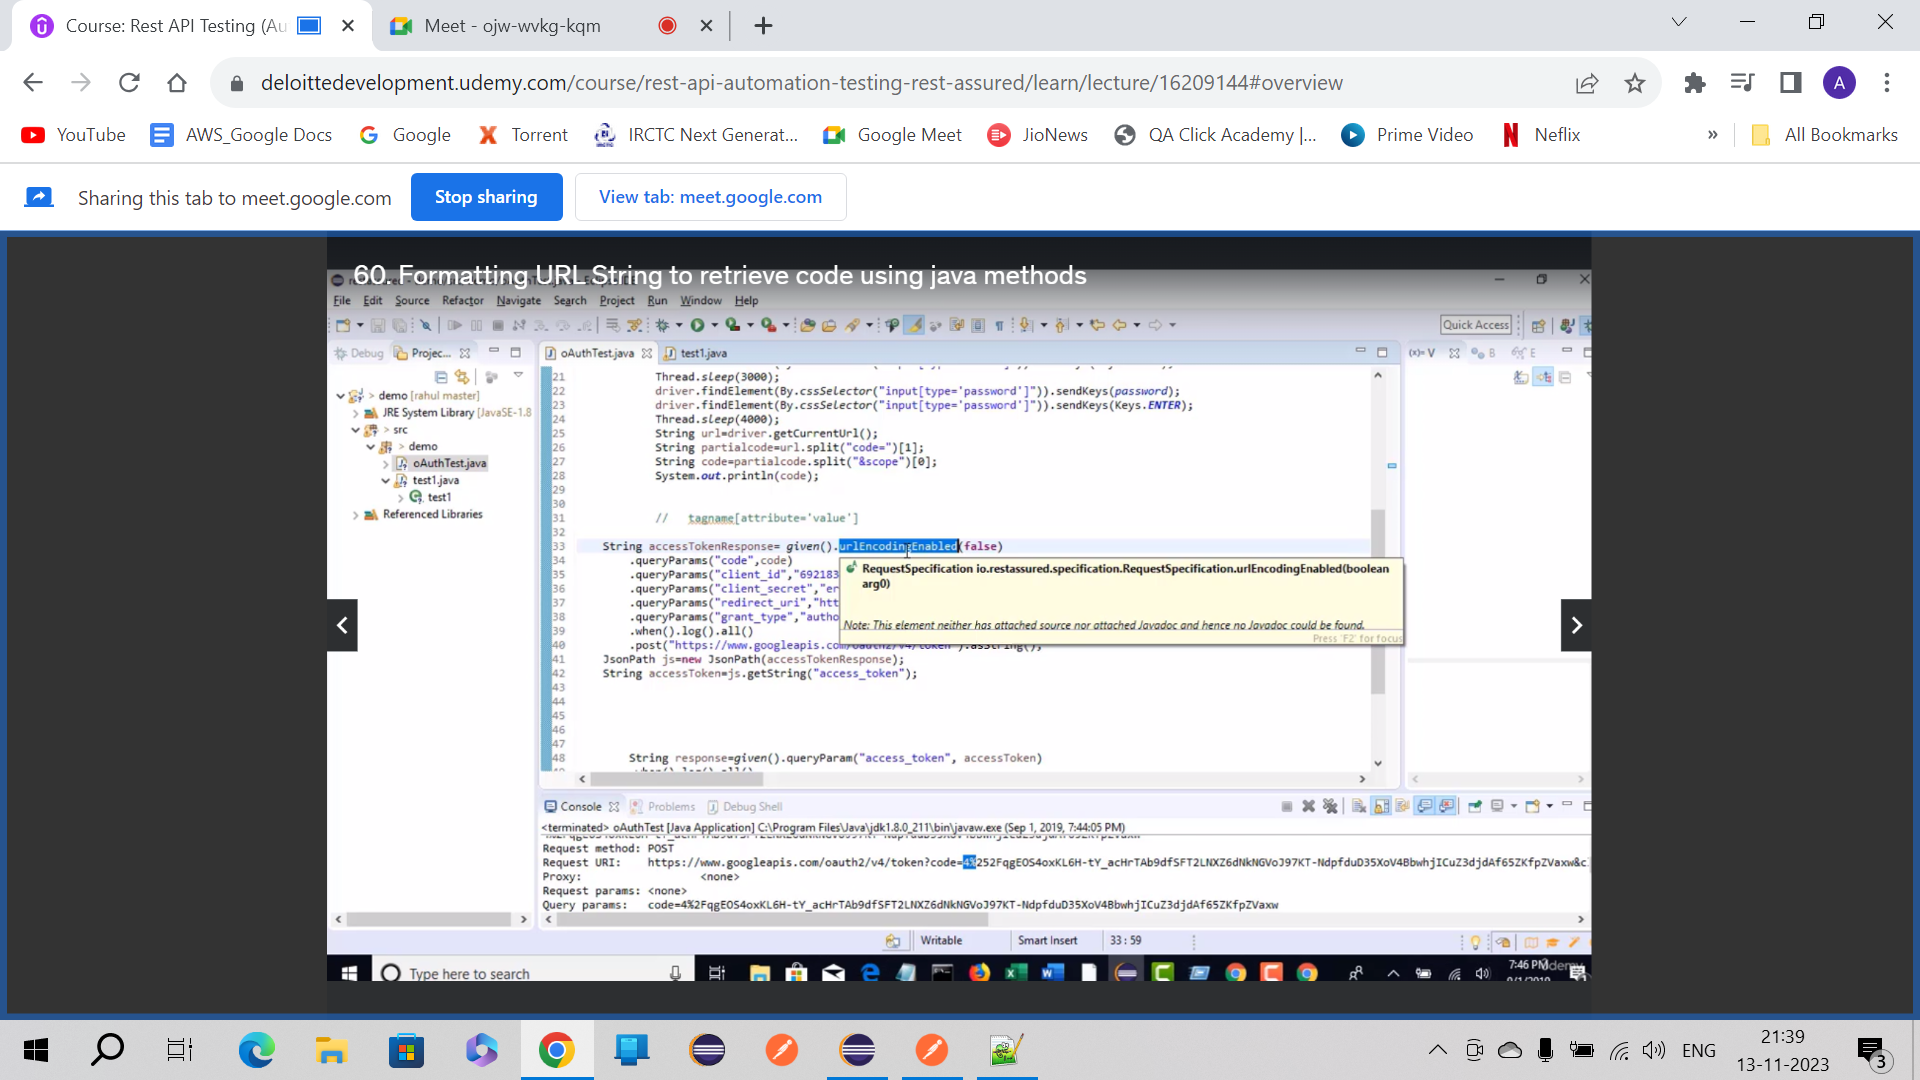 Course: Rest API Testing (Au
Meet - ojw-wvkg-kqm
deloittedevelopment.udemy.com/course/rest-api-automation-testing-rest-assured/learn/lecture/16209144#overview
A
YouTube AWS_Google Docs Google Torrent IRCTC Next Generat... Google Meet JioNews QA Click Academy |... Prime Video Neflix » All Bookmarks
Sharing this tab to meet.google.com Stop sharing View tab: meet.google.com
60. Formatting URL String to retrieve code using java methods
File Edit Source Refactor Navigate Search Project Run Window Help
Quick Access
Debug Projec... oAuthTest.java test1.java (x)= V B E
demo [rahul master]
JRE System Library [JavaSE-1.8
src
demo
oAuthTest.java
test1.java
test1
Referenced Libraries
21 Thread.sleep(3000);
22 driver.findElement(By.cssSelector("input[type='password']")).sendKeys(password);
23 driver.findElement(By.cssSelector("input[type='password']")).sendKeys(Keys.ENTER);
24 Thread.sleep(4000);
25 String url=driver.getCurrentUrl();
26 String partialcode=url.split("code=")[1];
27 String code=partialcode.split("&scope")[0];
28 System.out.println(code);
29
30
31 // tagname[attribute='value']
32
33 String accessTokenResponse= given().urlEncodingEnabled(false)
34 .queryParams("code",code)
35 .queryParams("client_id","692183
36 .queryParams("client_secret","er
37 .queryParams("redirect_uri","htt
38 .queryParams("grant_type","autho
39 .when().log().all()
40 .post("https://www.googleapis.com/oauth2/v4/token").asString();
41 JsonPath js=new JsonPath(accessTokenResponse);
42 String accessToken=js.getString("access_token");
43
44
45
46
47
48 String response=given().queryParam("access_token", accessToken)
RequestSpecification io.restassured.specification.RequestSpecification.urlEncodingEnabled(boolean
arg0)
Note: This element neither has attached source nor attached Javadoc and hence no Javadoc could be found.
Press 'F2' for focus
Console Problems Debug Shell
<terminated> oAuthTest [Java Application] C:\Program Files\Java\jdk1.8.0_211\bin\javaw.exe (Sep 1, 2019, 7:44:05 PM)
Request method: POST
Request URI: https://www.googleapis.com/oauth2/v4/token?code=4%252FqgEOS4oxKL6H-tY_acHrTAb9dfSFT2LNXZ6dNkNGVoJ97KT-NdpfduD35XoV4BbwhjICuZ3djdAf65ZKfpZVaxw&c
Proxy: <none>
Request params: <none>
Query params: code=4%2FqgEOS4oxKL6H-tY_acHrTAb9dfSFT2LNXZ6dNkNGVoJ97KT-NdpfduD35XoV4BbwhjICuZ3djdAf65ZKfpZVaxw
Writable Smart Insert 33 : 59
Type here to search
7:46 PM
21:39
ENG
13-11-2023
3